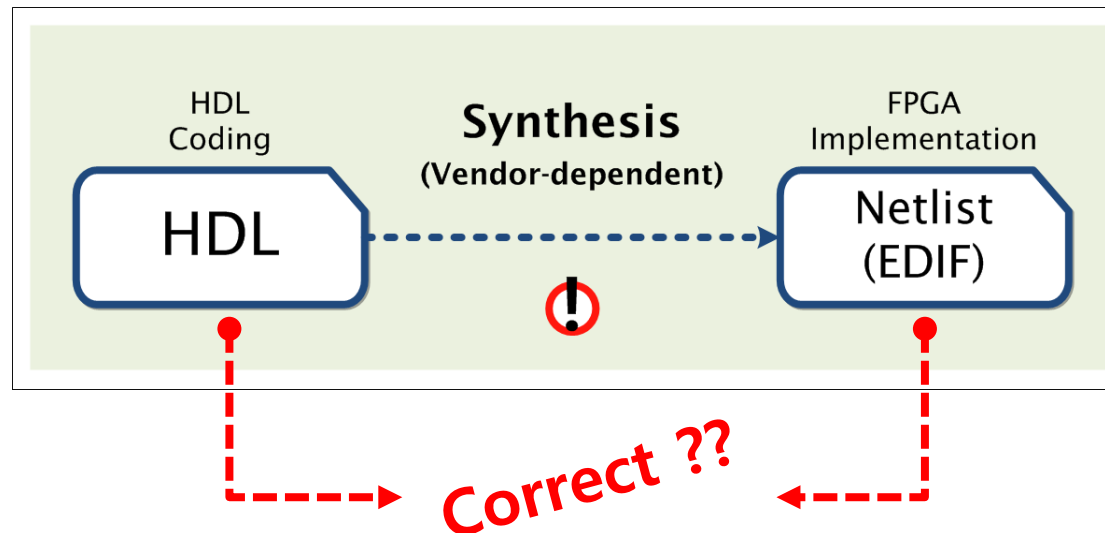 HDL
Coding
Synthesis
(Vendor-dependent)
FPGA
Implementation
HDL
Netlist
(EDIF)
!
Correct ??